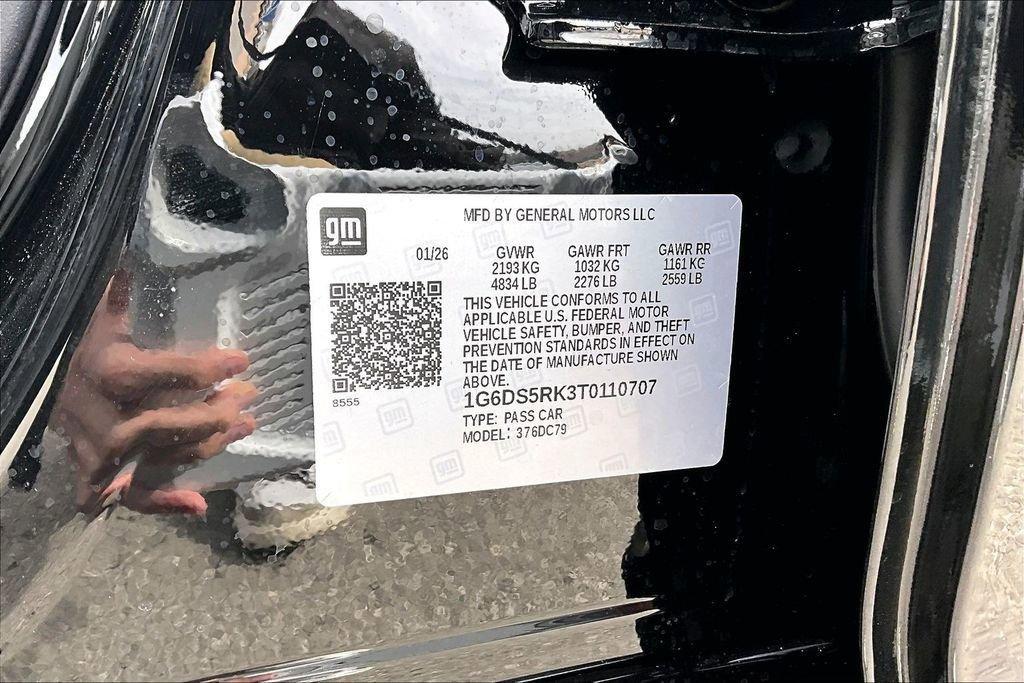 gm
MFD BY GENERAL MOTORS LLC
01/26 GVWR GAWR FRT GAWR RR
2193 KG 1032 KG 1161 KG
4834 LB 2276 LB 2559 LB
THIS VEHICLE CONFORMS TO ALL
APPLICABLE U.S. FEDERAL MOTOR
VEHICLE SAFETY, BUMPER, AND THEFT
PREVENTION STANDARDS IN EFFECT ON
THE DATE OF MANUFACTURE SHOWN
ABOVE.
8555
1G6DS5RK3T0110707
TYPE: PASS CAR
MODEL: 376DC79